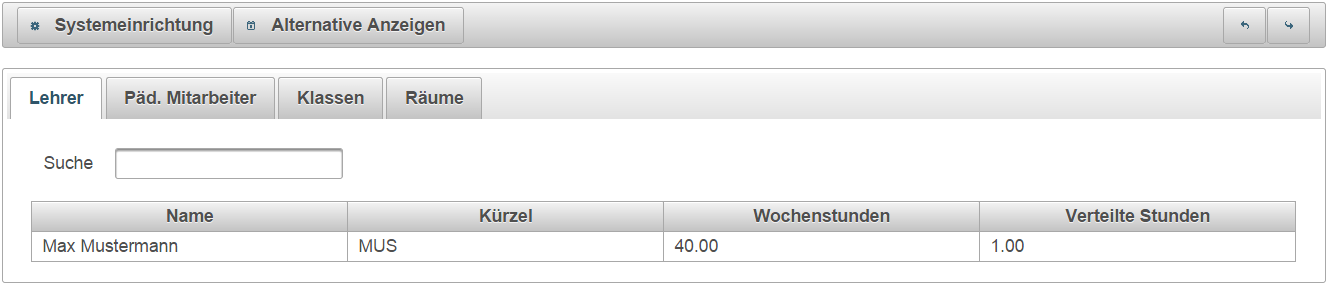 Systemeinrichtung Alternative Anzeigen
Lehrer Päd. Mitarbeiter Klassen Räume
Suche
Name Kürzel Wochenstunden Verteilte Stunden
Max Mustermann MUS 40.00 1.00